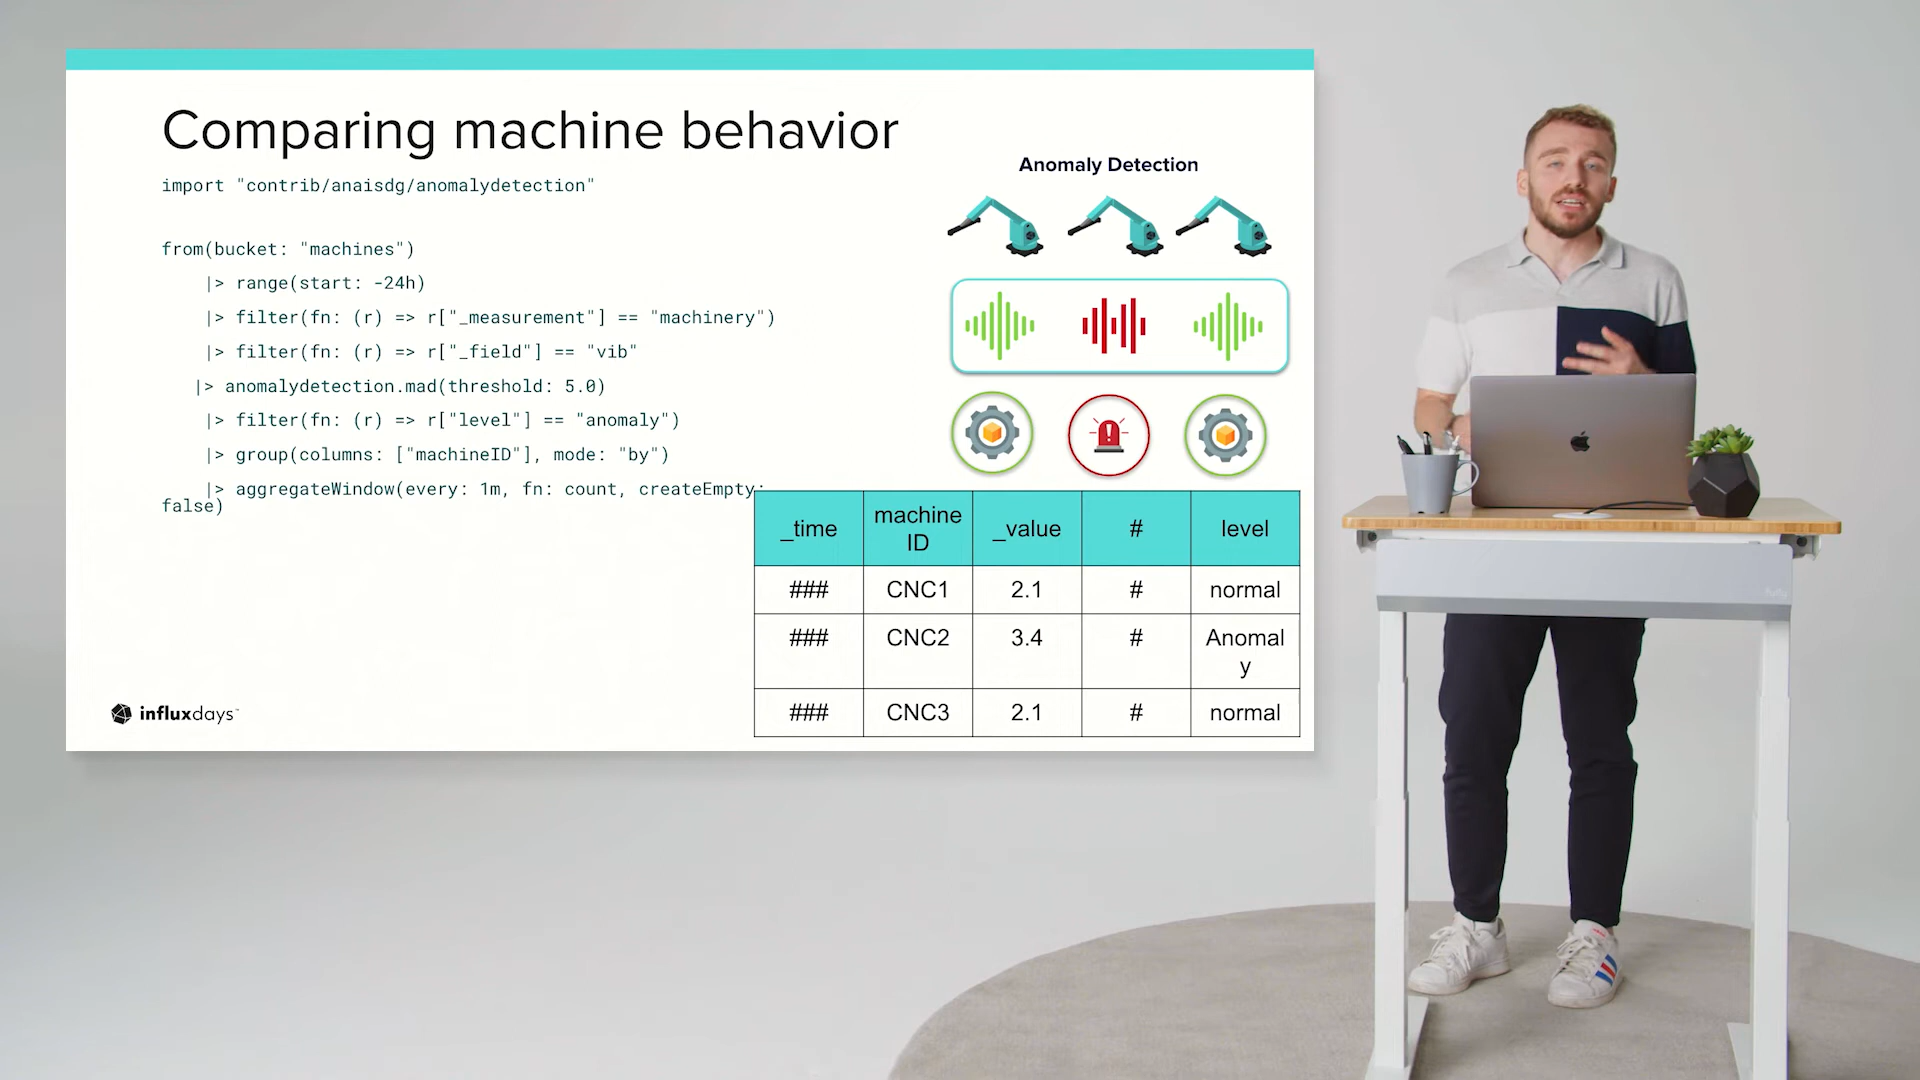 Comparing machine behavior
import "contrib/anaisdg/anomalydetection"
from(bucket: "machines")
|> range(start: -24h)
|> filter(fn: (r) => r["_measurement"] == "machinery")
|> filter(fn: (r) => r["_field"] == "vib"
|> anomalydetection.mad(threshold: 5.0)
|> filter(fn: (r) => r["level"] == "anomaly")
|> group(columns: ["machineID"], mode: "by")
|> aggregateWindow(every: 1m, fn: count, createEmpty:
false)
Anomaly Detection
!
_time machine ID _value # level
### CNC1 2.1 # normal
### CNC2 3.4 # Anomal y
### CNC3 2.1 # normal
influxdays™